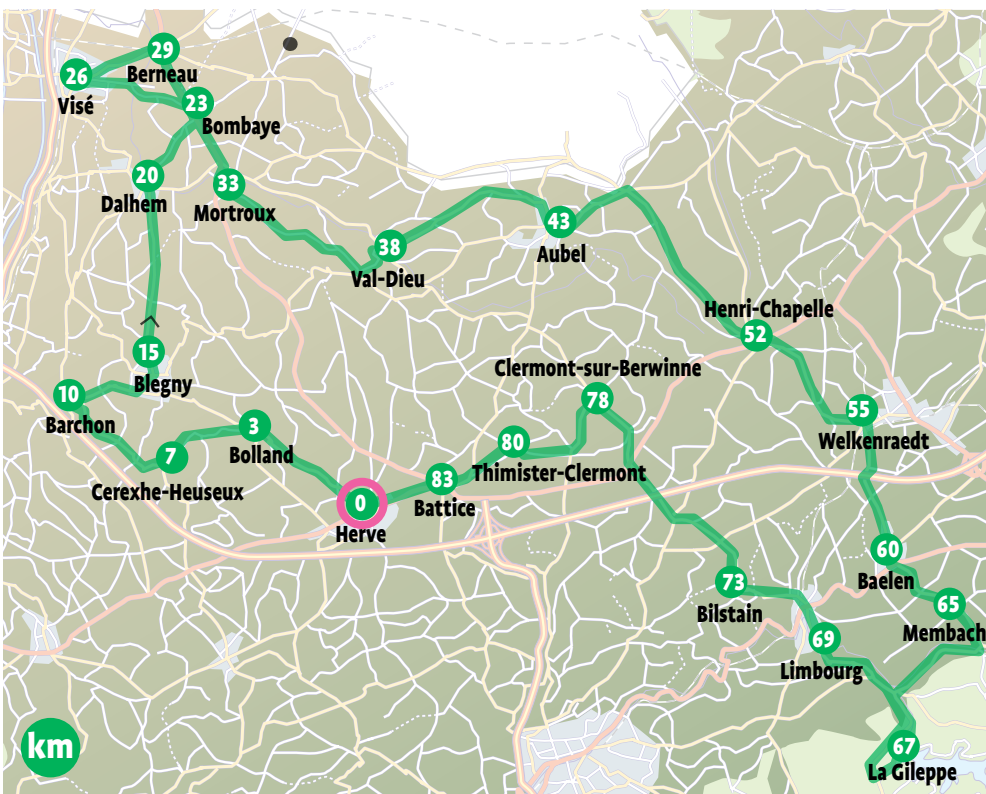 29
Berneau
26
Visé
23
Bombaye
20
Dalhem
33
Mortroux
38
Val-Dieu
43
Aubel
Henri-Chapelle
52
15
Blegny
10
Barchon
3
Bolland
7
Cerexhe-Heuseux
Clermont-sur-Berwinne
78
80
Thimister-Clermont
55
Welkenraedt
83
Battice
0
Herve
60
Baelen
73
Bilstain
65
Membach
69
Limbourg
67
La Gileppe
km